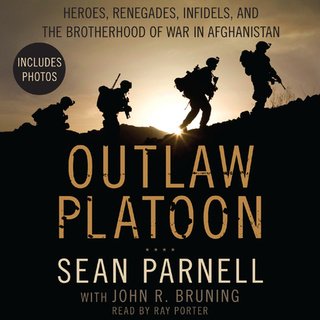 HEROES, RENEGADES, INFIDELS, AND
THE BROTHERHOOD OF WAR IN AFGHANISTAN
INCLUDES
PHOTOS
OUTLAW
PLATOON
SEAN PARNELL
WITH JOHN R. BRUNING
READ BY RAY PORTER